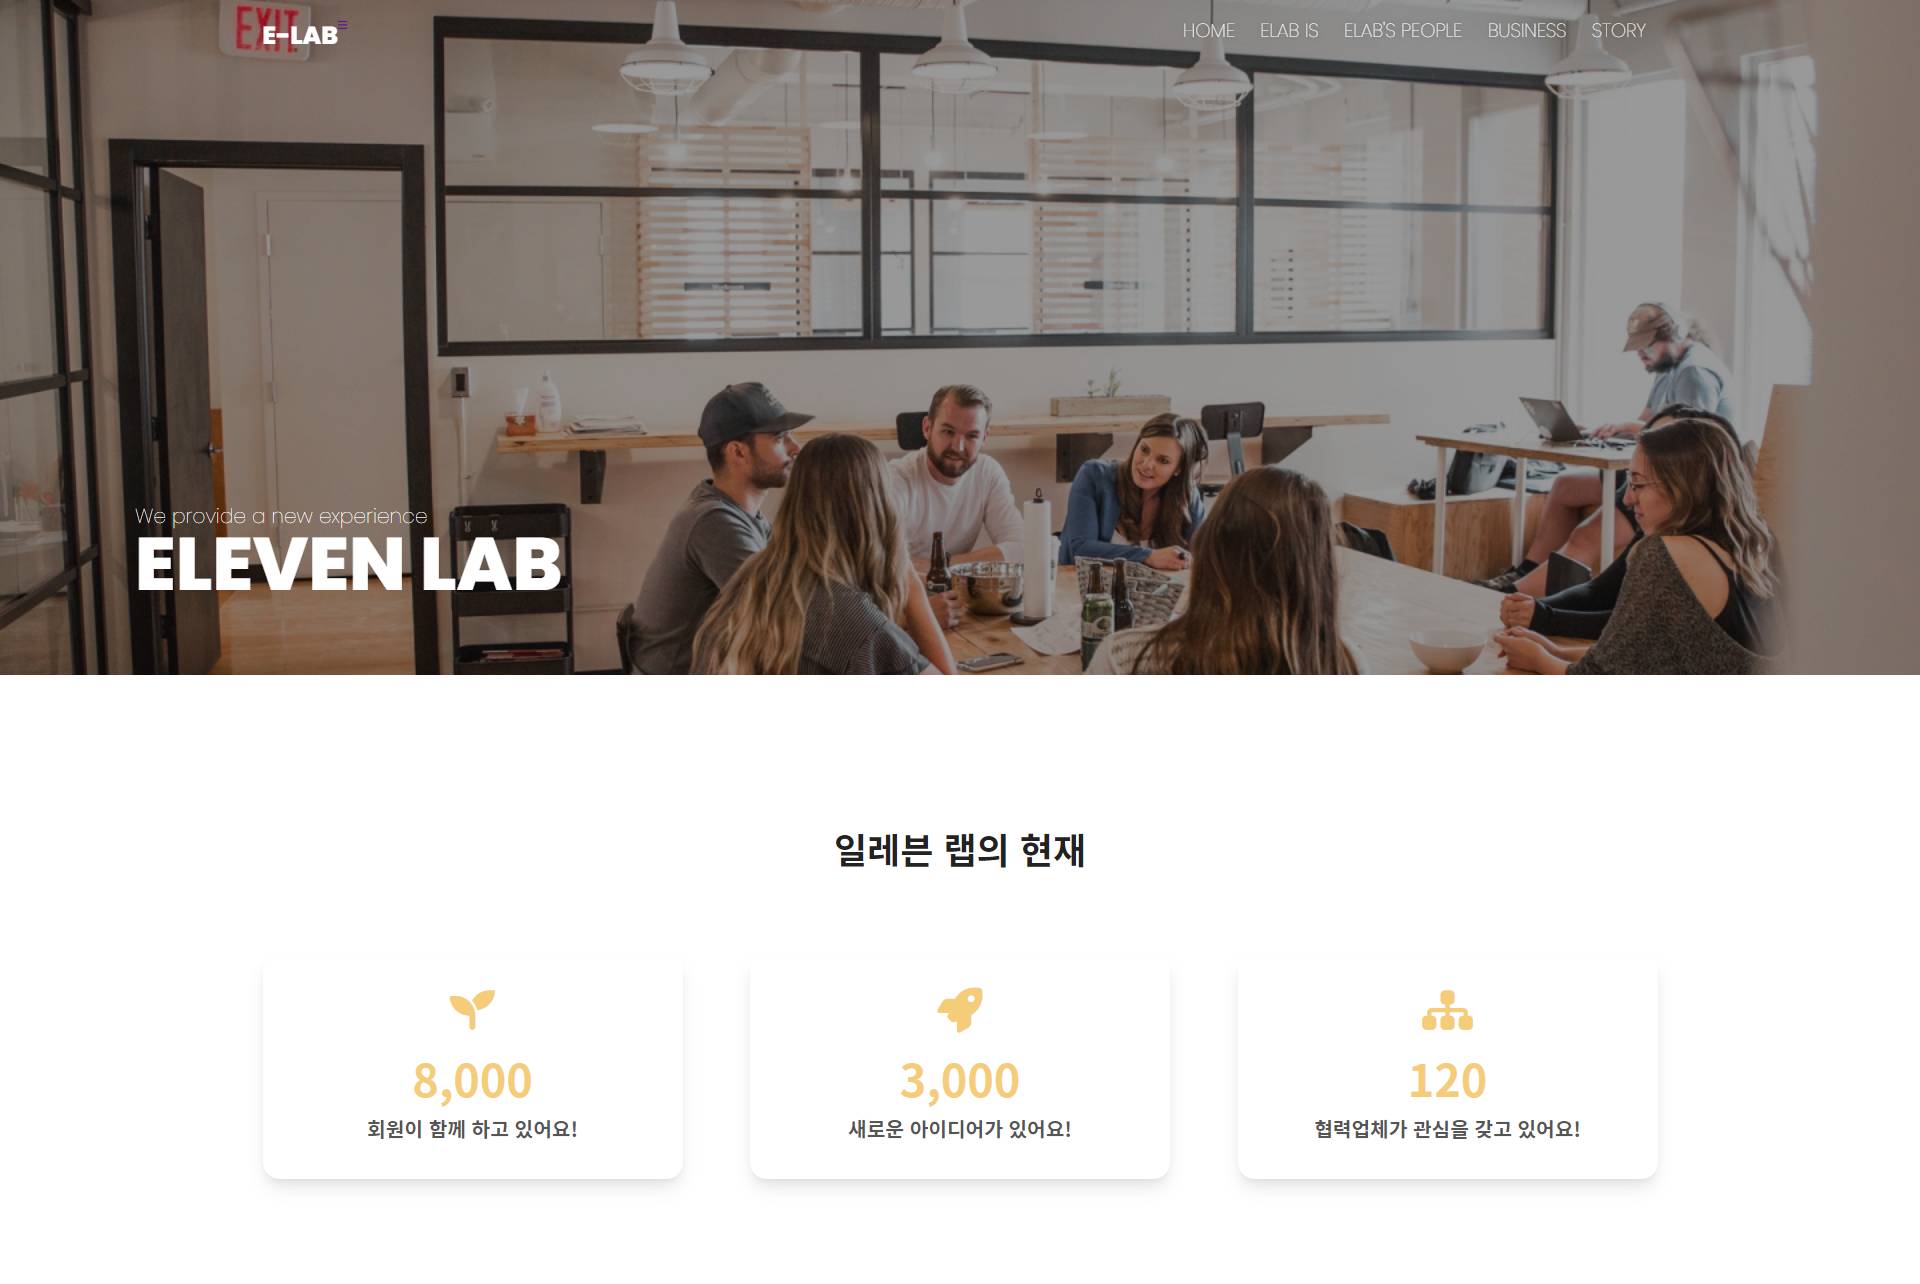 EXIT
E-LAB
HOME ELAB IS ELAB'S PEOPLE BUSINESS STORY
We provide a new experience
ELEVEN LAB
일레븐 랩의 현재
8,000
회원이 함께 하고 있어요!
3,000
새로운 아이디어가 있어요!
120
협력업체가 관심을 갖고 있어요!